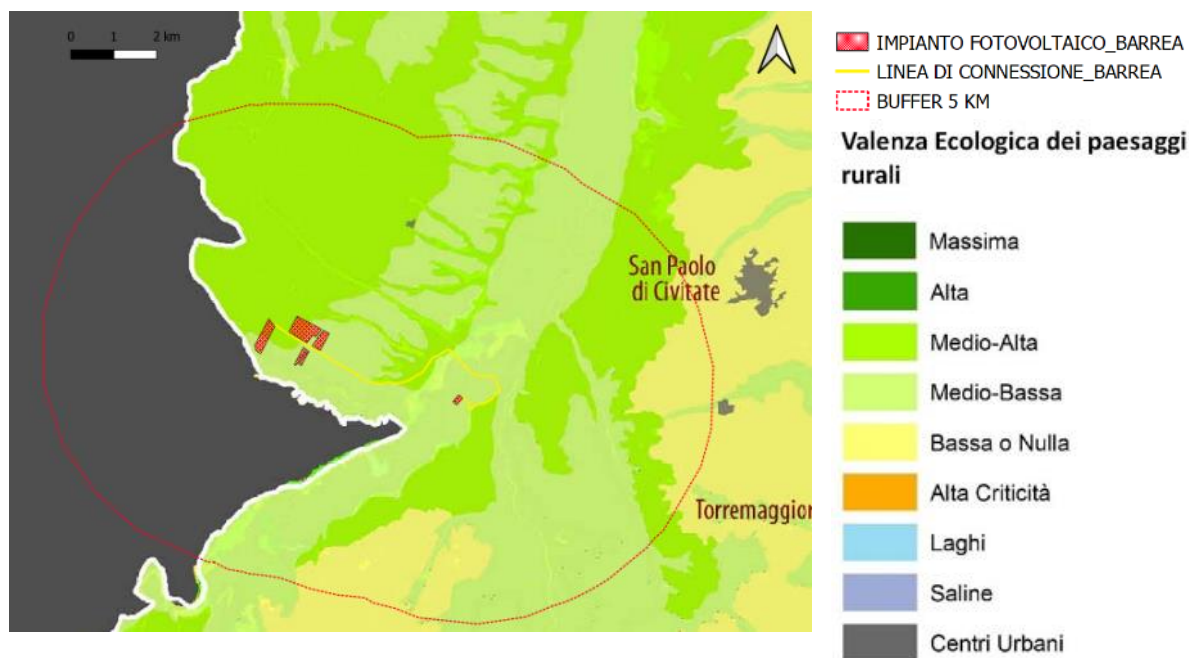 0 1 2 km
San Paolo
di Civitate
Torremaggior
IMPIANTO FOTOVOLTAICO_BARREA
LINEA DI CONNESSIONE_BARREA
BUFFER 5 KM
Valenza Ecologica dei paesaggi
rurali
Massima
Alta
Medio-Alta
Medio-Bassa
Bassa o Nulla
Alta Criticità
Laghi
Saline
Centri Urbani